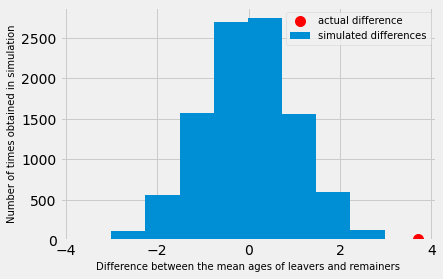 actual difference
simulated differences
Number of times obtained in simulation
2500
2000
1500
1000
500
0
−4
−2
0
2
4
Difference between the mean ages of leavers and remainers